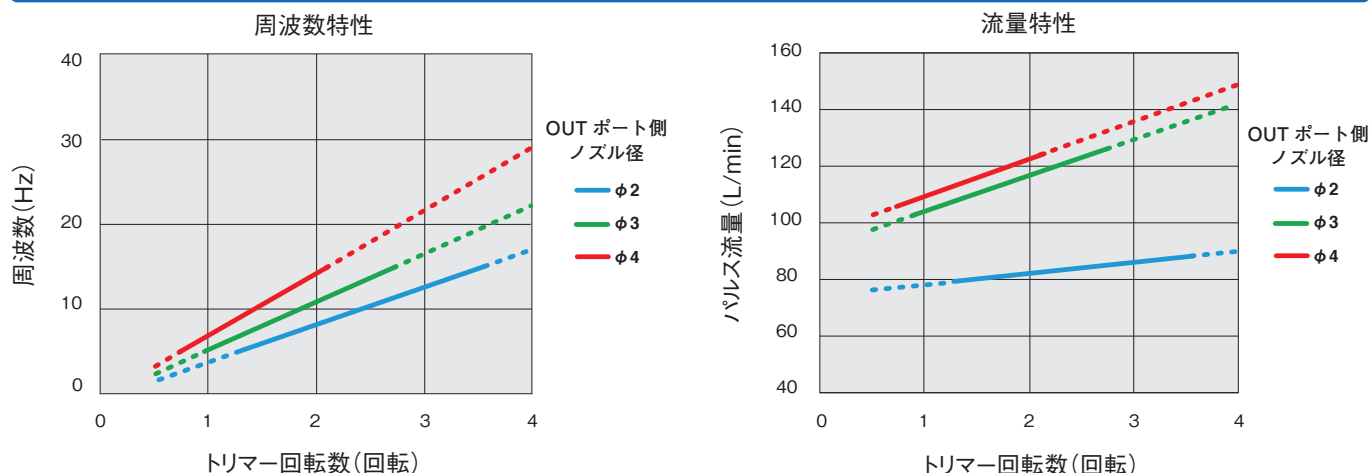 周波数特性
40
30
20
10
0
周波数(Hz)
0 1 2 3 4
トリマー回転数(回転)
OUT ポート側
ノズル径
φ2
φ3
φ4
流量特性
160
140
120
100
80
60
40
パルス流量(L/min)
0 1 2 3 4
トリマー回転数(回転)
OUT ポート側
ノズル径
φ2
φ3
φ4